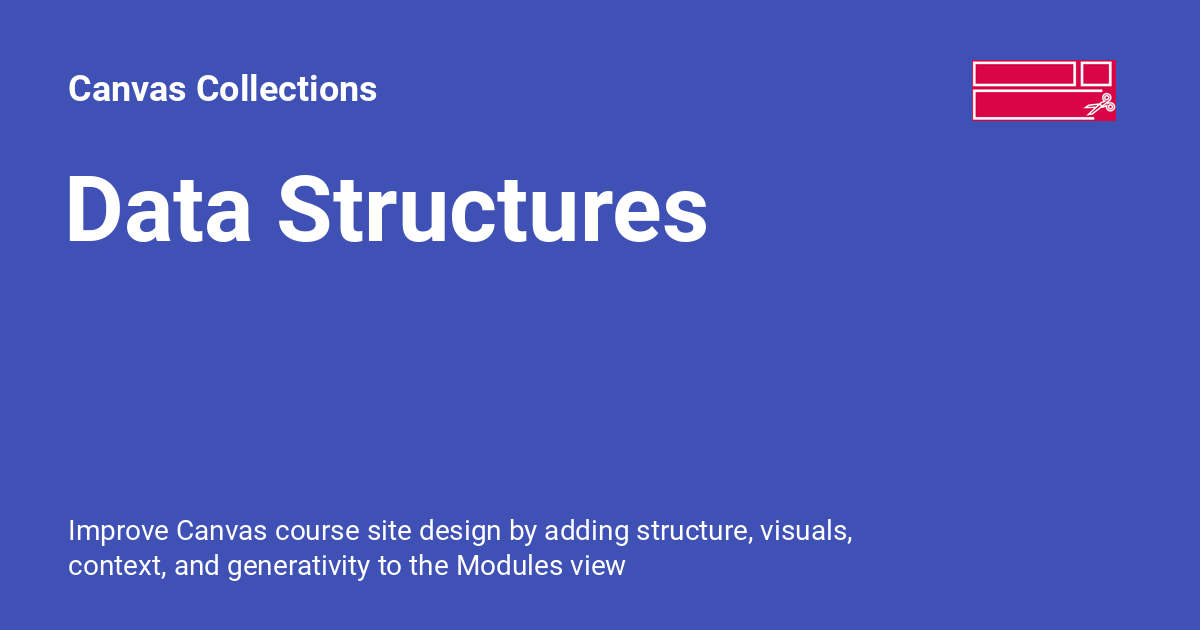 Canvas Collections
Data Structures
Improve Canvas course site design by adding structure, visuals,
context, and generativity to the Modules view